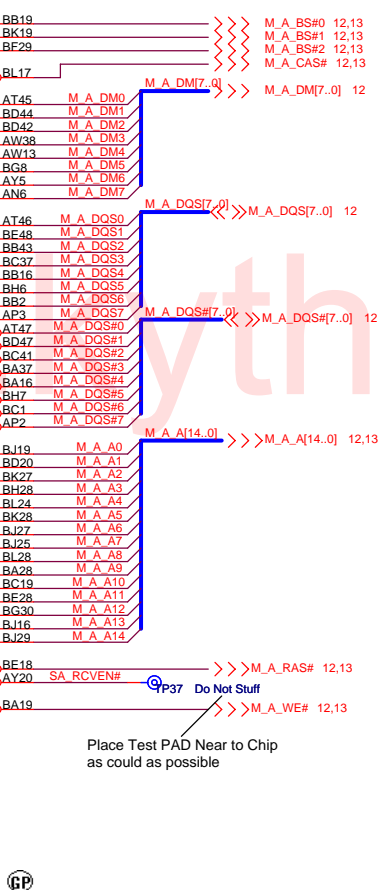 BB19 M_A_BS#0 12,13
BK19 M_A_BS#1 12,13
BF29 M_A_BS#2 12,13
BL17 M_A_CAS# 12,13
M_A_DM[7..0] M_A_DM[7..0] 12
AT45 M_A_DM0
BD44 M_A_DM1
BD42 M_A_DM2
AW38 M_A_DM3
AW13 M_A_DM4
BG8 M_A_DM5
AY5 M_A_DM6
AN6 M_A_DM7
M_A_DQS[7..0] M_A_DQS[7..0] 12
AT46 M_A_DQS0
BE48 M_A_DQS1
BB43 M_A_DQS2
BC37 M_A_DQS3
BB16 M_A_DQS4
BH6 M_A_DQS5
BB2 M_A_DQS6
AP3 M_A_DQS7
M_A_DQS#[7..0] M_A_DQS#[7..0] 12
AT47 M_A_DQS#0
BD47 M_A_DQS#1
BC41 M_A_DQS#2
BA37 M_A_DQS#3
BA16 M_A_DQS#4
BH7 M_A_DQS#5
BC1 M_A_DQS#6
AP2 M_A_DQS#7
M_A_A[14..0] M_A_A[14..0] 12,13
BJ19 M_A_A0
BD20 M_A_A1
BK27 M_A_A2
BH28 M_A_A3
BL24 M_A_A4
BK28 M_A_A5
BJ27 M_A_A6
BJ25 M_A_A7
BL28 M_A_A8
BA28 M_A_A9
BC19 M_A_A10
BE28 M_A_A11
BG30 M_A_A12
BJ16 M_A_A13
BJ29 M_A_A14
BE18 M_A_RAS# 12,13
AY20 SA_RCVEN# TP37 Do Not Stuff
BA19 M_A_WE# 12,13
Place Test PAD Near to Chip
as could as possible
GP